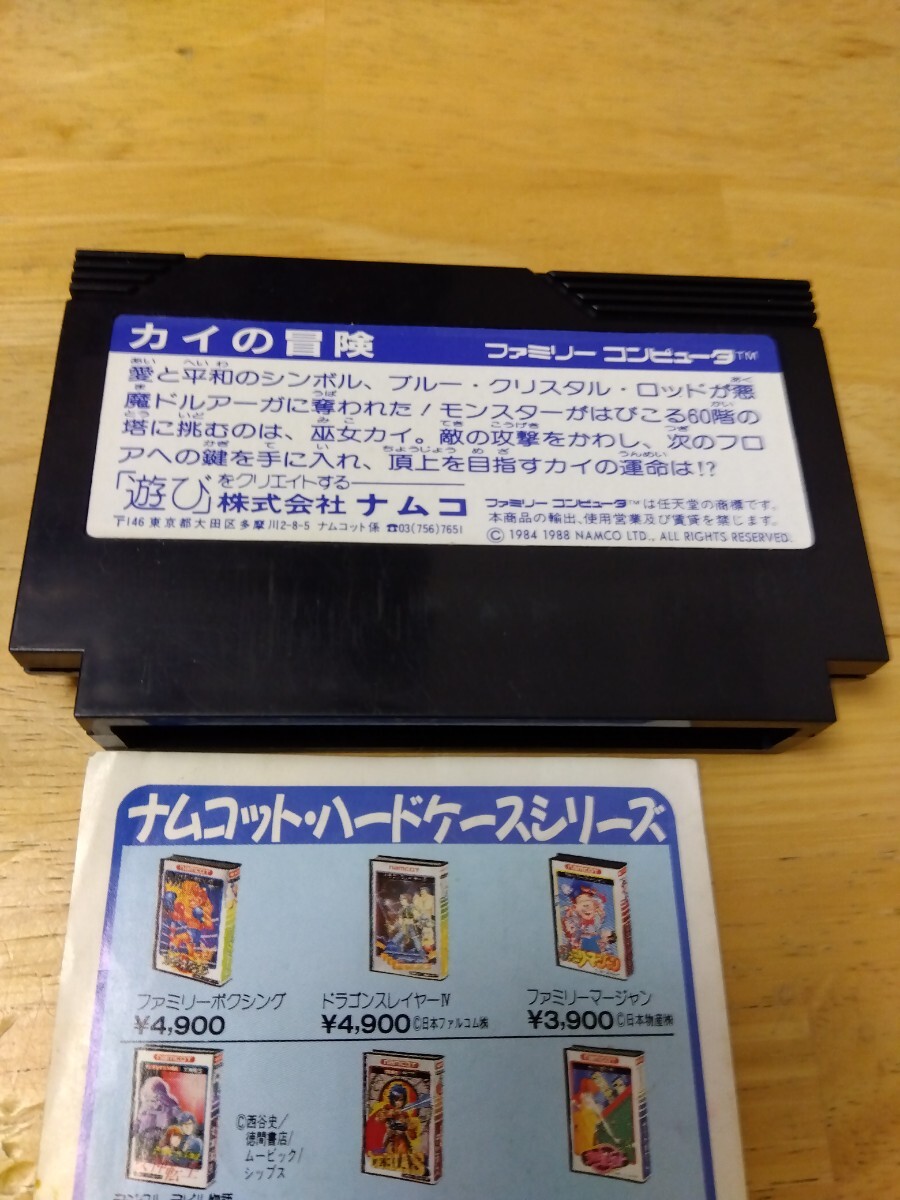 カイの冒険
ファミリー コンピュータ™
愛と平和のシンボル、ブルー・クリスタル・ロッドが悪
魔ドルアーガに奪われた！モンスターがはびこる60階の
塔に挑むのは、巫女カイ。敵の攻撃をかわし、次のフロ
アへの鍵を手に入れ、頂上を目指すカイの運命は!?
「遊び」をクリエイトする──
株式会社 ナムコ
〒146 東京都大田区多摩川2-8-5 ナムコット係 ☎03(756)7651
ファミリー コンピュータ™は任天堂の商標です。
本商品の輸出、使用営業及び賃貸を禁じます。
© 1984 1988 NAMCO LTD., ALL RIGHTS RESERVED.
ナムコット・ハードケースシリーズ
ファミリーボクシング
¥4,900
ドラゴンスレイヤーⅣ
¥4,900 ©日本ファルコム㈱
ファミリーマージャン
¥3,900 ©日本物産㈱
©西谷史/
徳間書店/
ムービック/
シップス